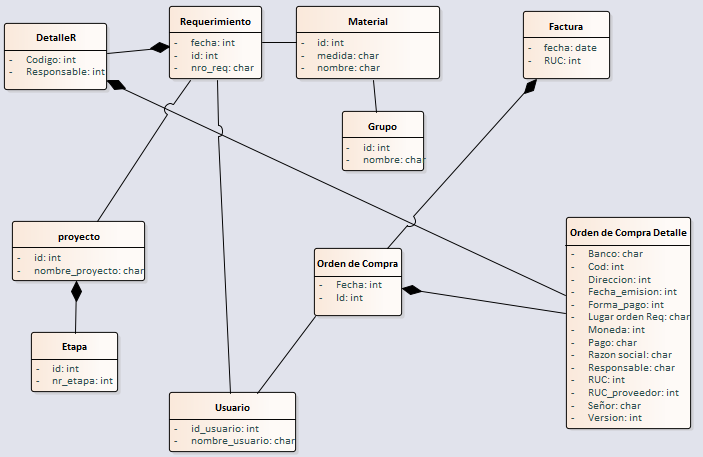 DetalleR
- Codigo: int
- Responsable: int
Requerimiento
- fecha: int
- id: int
- nro_req: char
Material
- id: int
- medida: char
- nombre: char
Factura
- fecha: date
- RUC: int
Grupo
- id: int
- nombre: char
proyecto
- id: int
- nombre_proyecto: char
Orden de Compra
- Fecha: int
- Id: int
Orden de Compra Detalle
- Banco: char
- Cod: int
- Direccion: int
- Fecha_emision: int
- Forma_pago: int
- Lugar orden Req: char
- Moneda: int
- Pago: char
- Razon social: char
- Responsable: char
- RUC: int
- RUC_proveedor: int
- Señor: char
- Version: int
Etapa
- id: int
- nr_etapa: int
Usuario
- id_usuario: int
- nombre_usuario: char